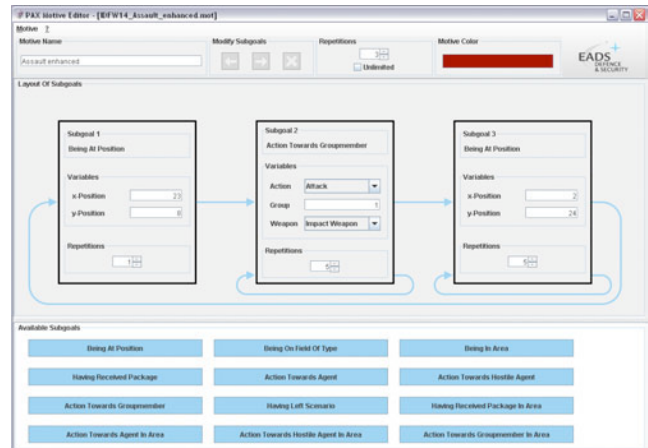 PAX Motive Editor - [IDFW14_Assault_enhanced.mot]
Motive ?
Motive Name
Modify Subgoals
Repetitions
Motive Color
Assault enhanced
3
Unlimited
EADS
DEFENCE
& SECURITY
Layout Of Subgoals
Subgoal 1
Being At Position
Variables
x-Position 23
y-Position 8
Repetitions
1
Subgoal 2
Action Towards Groupmember
Variables
Action Attack
Group 1
Weapon Impact Weapon
Repetitions
5
Subgoal 3
Being At Position
Variables
x-Position 2
y-Position 24
Repetitions
5
Available Subgoals
Being At Position
Being On Field Of Type
Being In Area
Having Received Package
Action Towards Agent
Action Towards Hostile Agent
Action Towards Groupmember
Having Left Scenario
Having Received Package In Area
Action Towards Agent In Area
Action Towards Hostile Agent In Area
Action Towards Groupmember In Area